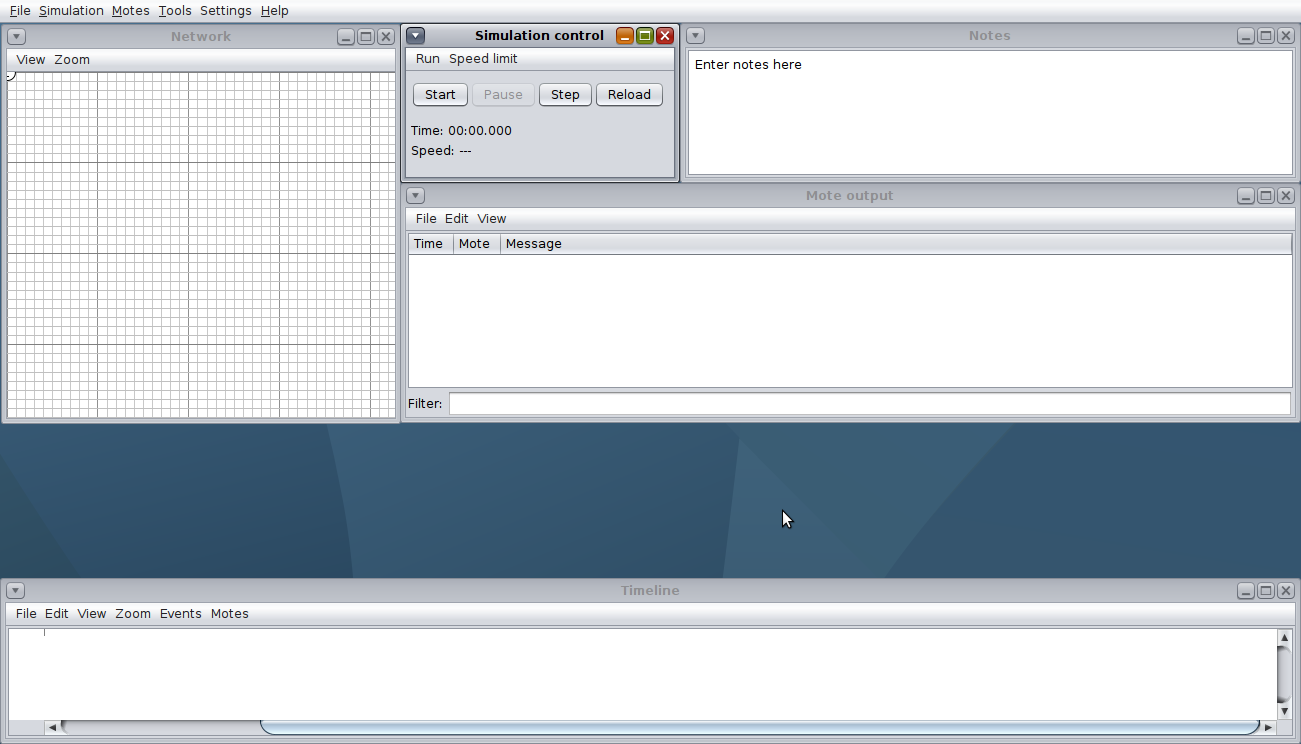 File Simulation Motes Tools Settings Help
Network
View Zoom
Simulation control
Run Speed limit
Start Pause Step Reload
Time: 00:00.000
Speed: ---
Notes
Enter notes here
Mote output
File Edit View
Time Mote Message
Filter:
Timeline
File Edit View Zoom Events Motes